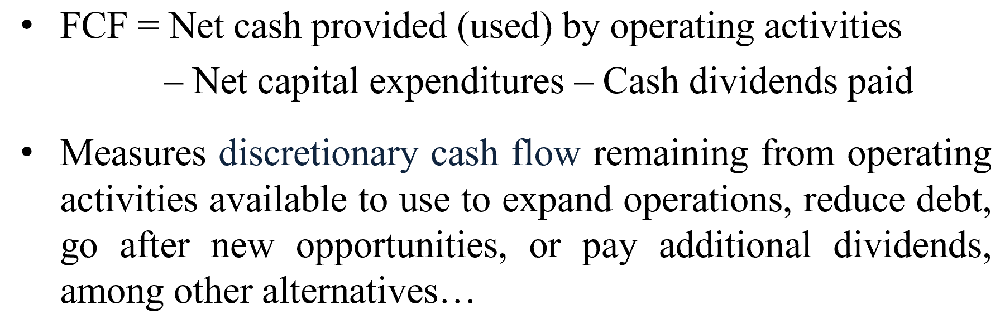 • FCF = Net cash provided (used) by operating activities
– Net capital expenditures – Cash dividends paid
• Measures discretionary cash flow remaining from operating
activities available to use to expand operations, reduce debt,
go after new opportunities, or pay additional dividends,
among other alternatives…